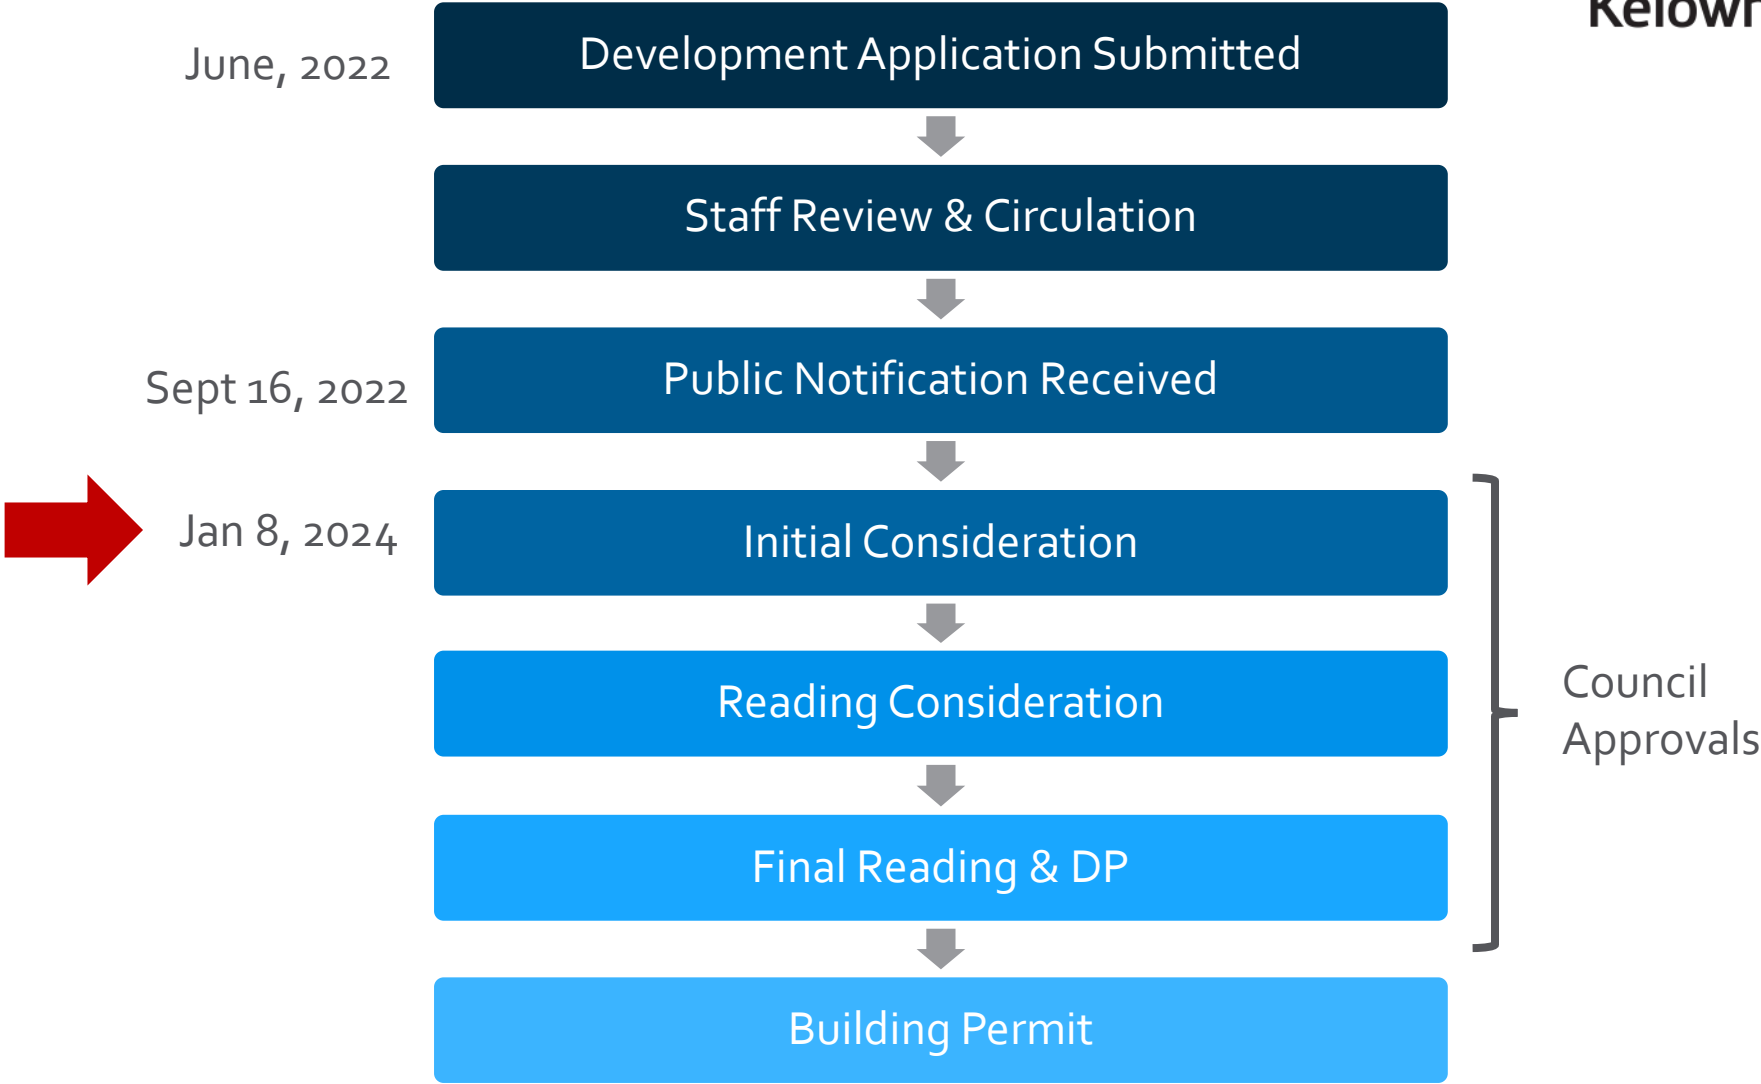 June, 2022
Development Application Submitted
Staff Review & Circulation
Sept 16, 2022
Public Notification Received
Jan 8, 2024
Initial Consideration
Reading Consideration
Council
Approvals
Final Reading & DP
Building Permit